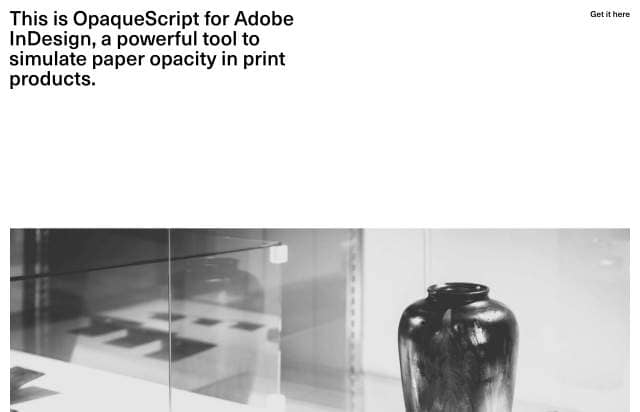 This is OpaqueScript for Adobe
InDesign, a powerful tool to
simulate paper opacity in print
products.
Get it here